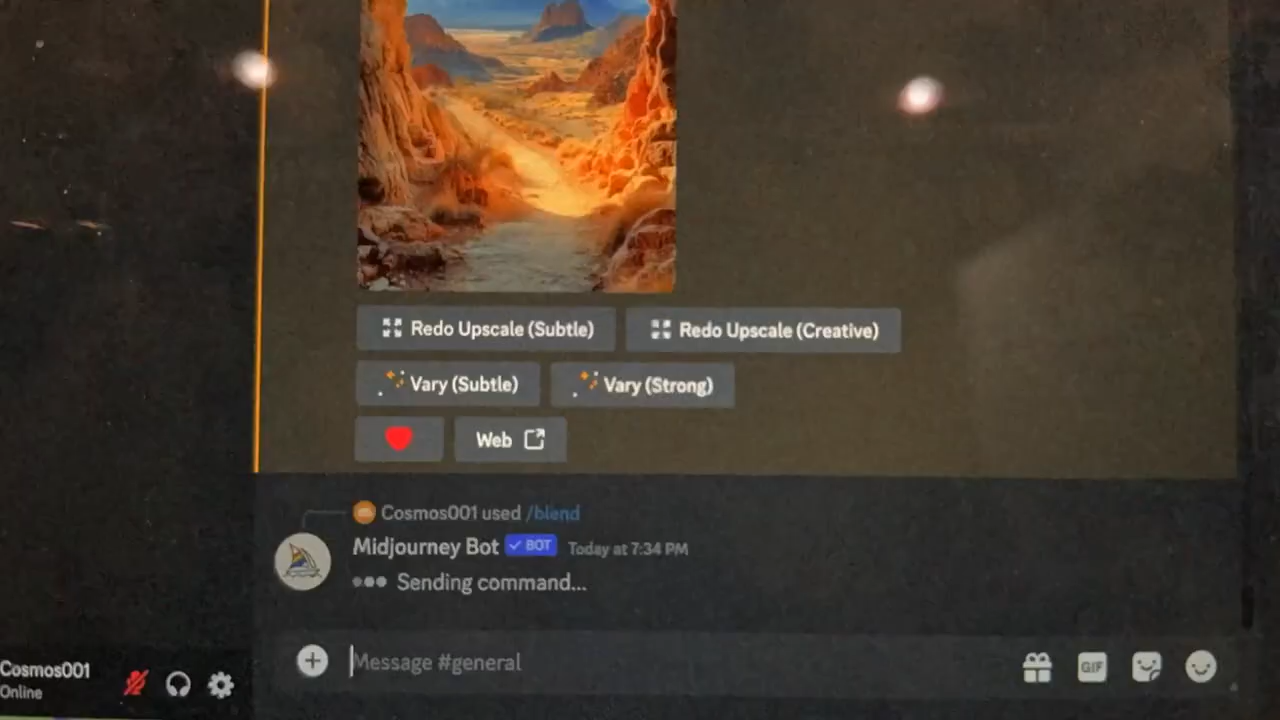 Redo Upscale (Subtle)
Redo Upscale (Creative)
Vary (Subtle)
Vary (Strong)
Web
Cosmos001 used /blend
Midjourney Bot ✓ BOT Today at 7:34 PM
Sending command...
Message #general
GIF
Cosmos001
Online